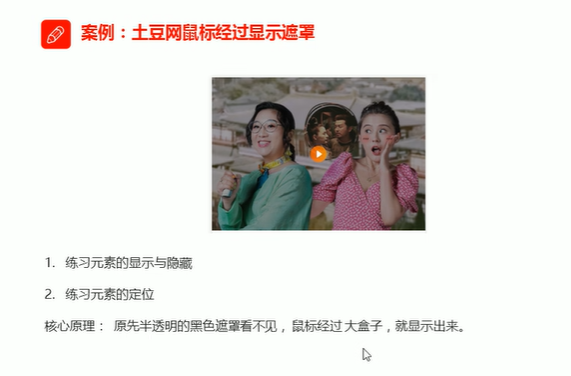 案例：土豆网鼠标经过显示遮罩
1. 练习元素的显示与隐藏
2. 练习元素的定位
核心原理： 原先半透明的黑色遮罩看不见， 鼠标经过 大盒子，就显示出来。